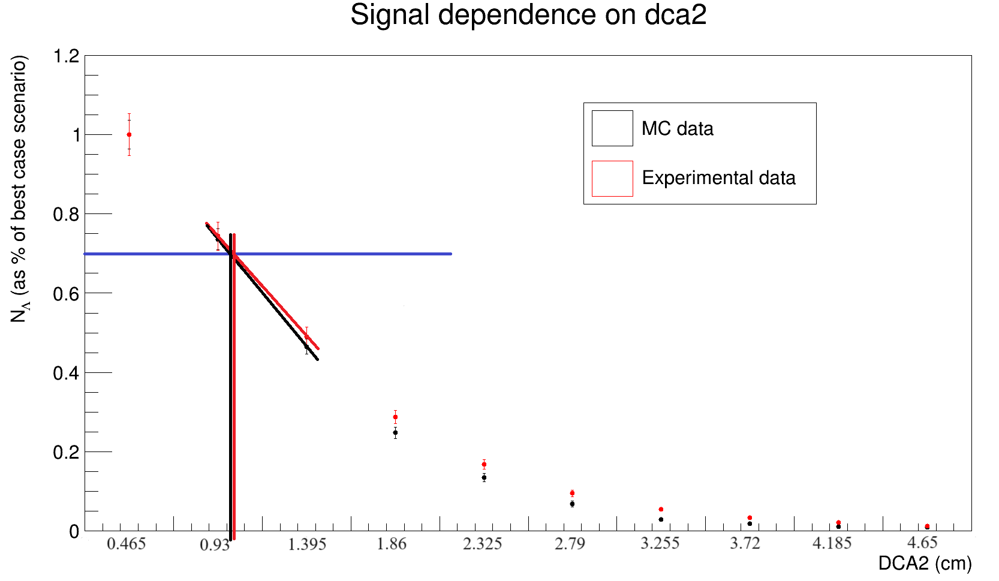 Signal dependence on dca2
N_Λ (as % of best case scenario)
1.2
1
0.8
0.6
0.4
0.2
0
MC data
Experimental data
0.465 0.93 1.395 1.86 2.325 2.79 3.255 3.72 4.185 4.65
DCA2 (cm)